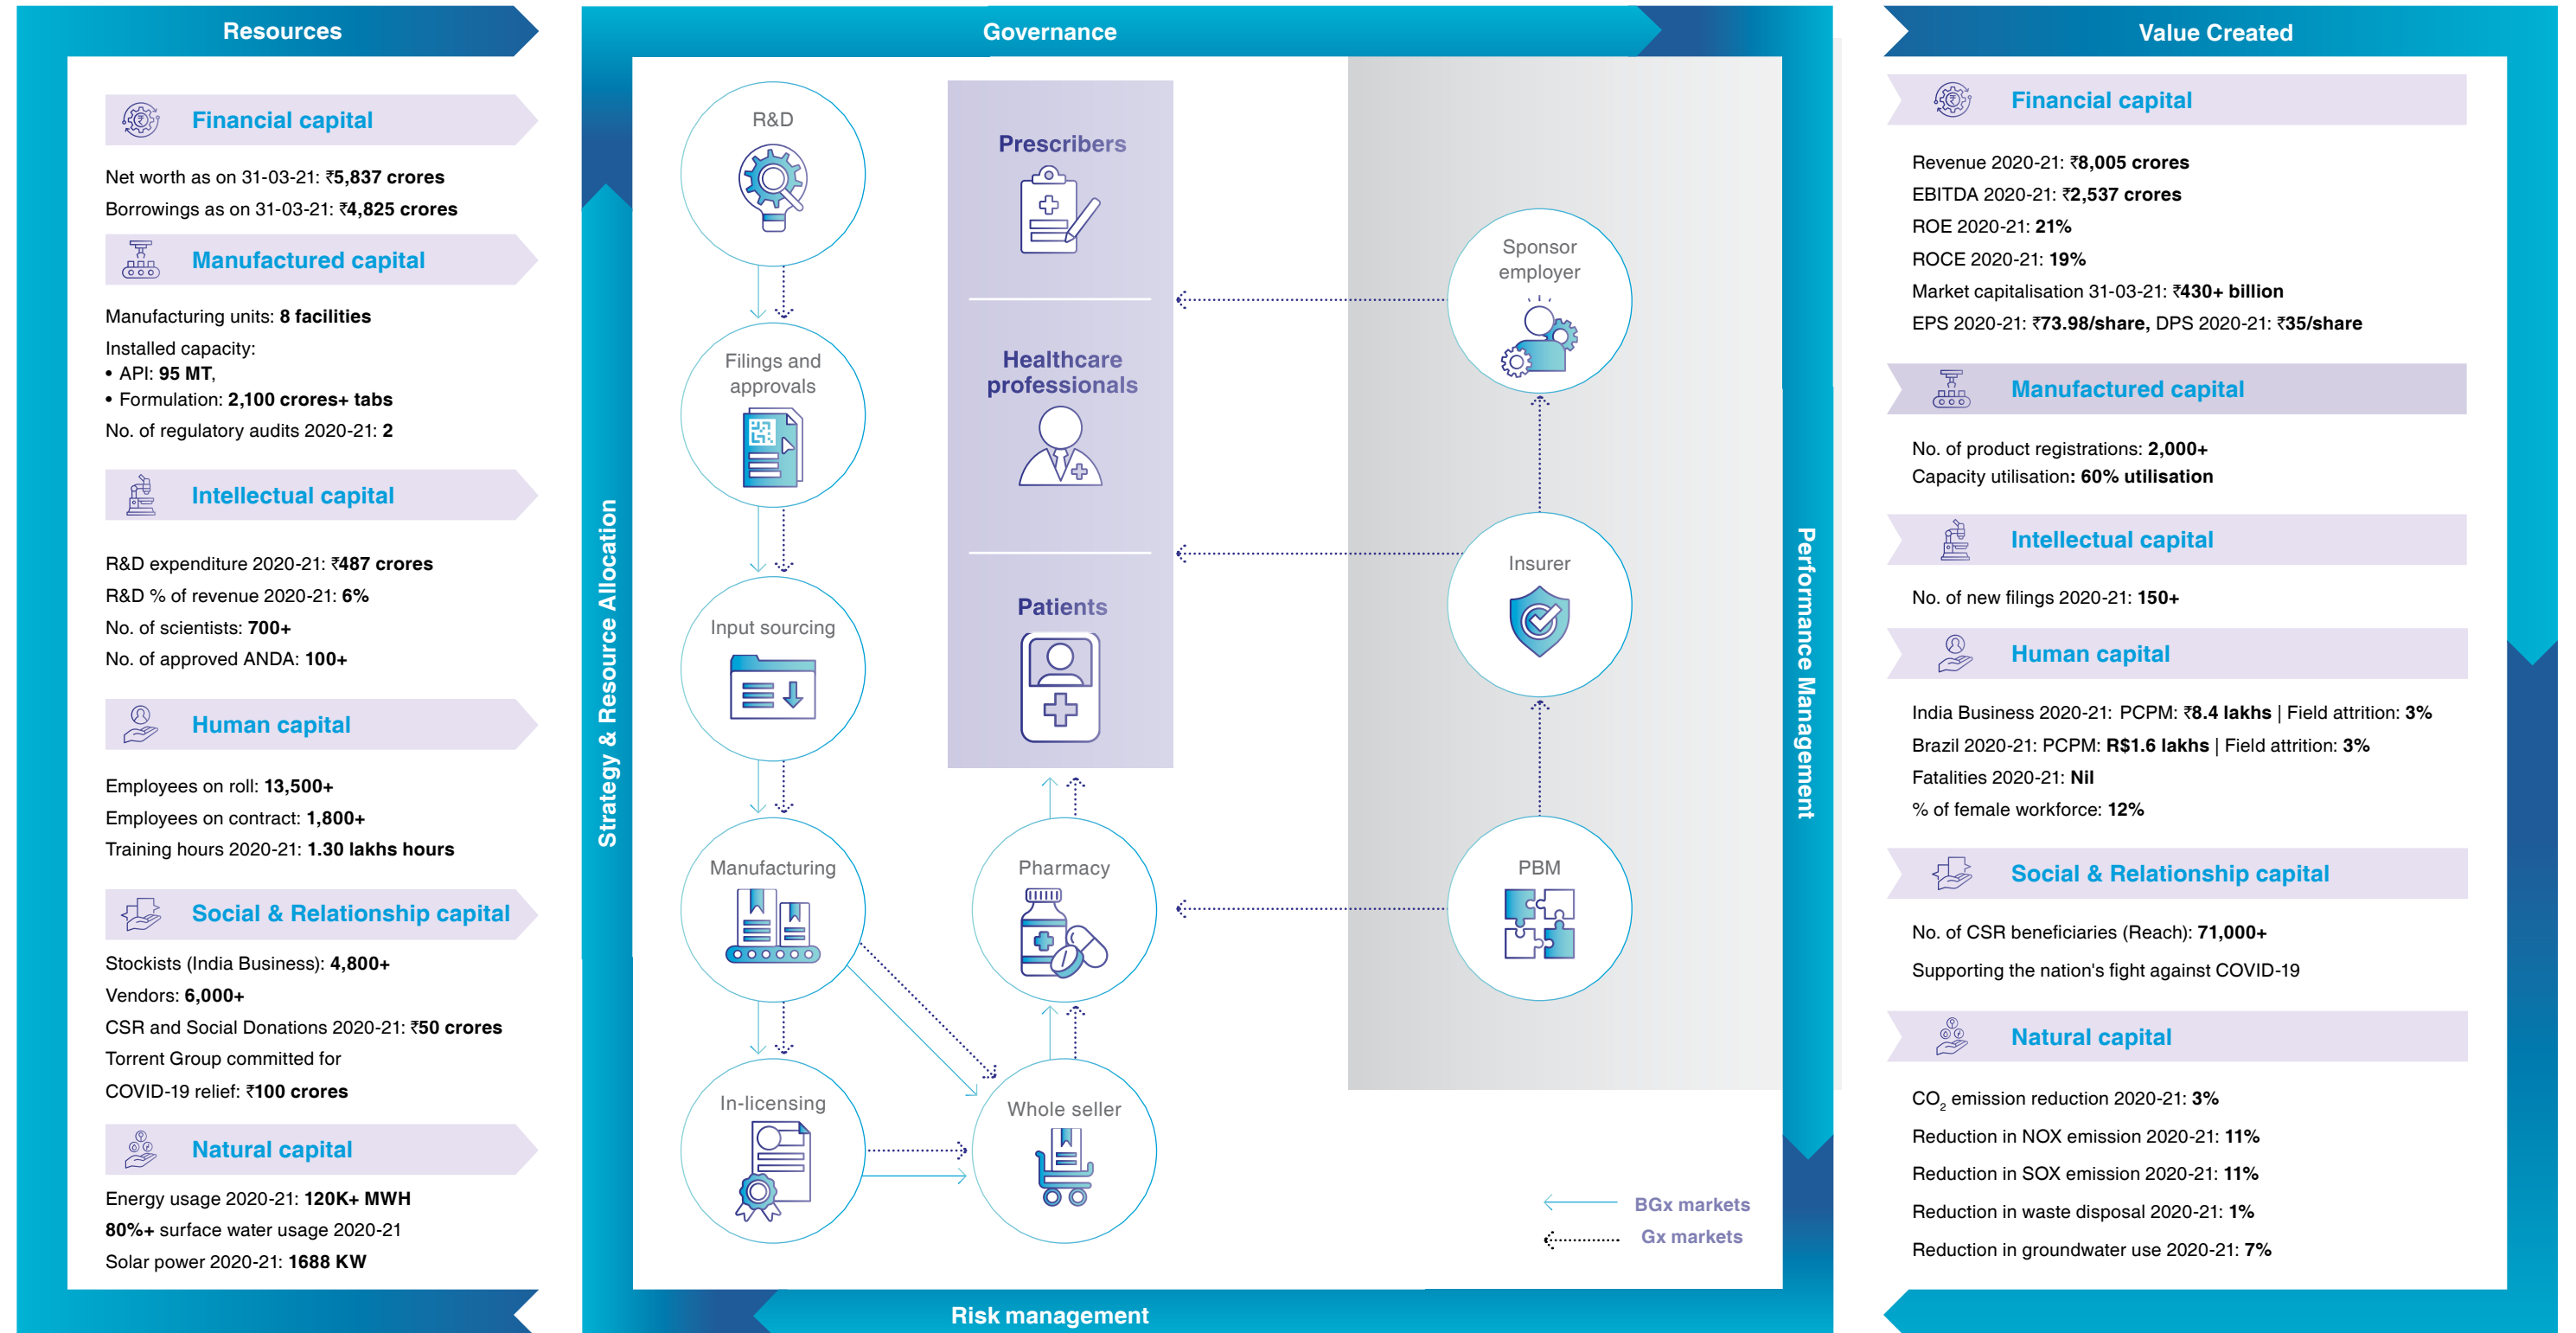 Resources
Financial capital
Net worth as on 31-03-21: ₹5,837 crores
Borrowings as on 31-03-21: ₹4,825 crores
Manufactured capital
Manufacturing units: 8 facilities
Installed capacity:
• API: 95 MT,
• Formulation: 2,100 crores+ tabs
No. of regulatory audits 2020-21: 2
Intellectual capital
R&D expenditure 2020-21: ₹487 crores
R&D % of revenue 2020-21: 6%
No. of scientists: 700+
No. of approved ANDA: 100+
Human capital
Employees on roll: 13,500+
Employees on contract: 1,800+
Training hours 2020-21: 1.30 lakhs hours
Social & Relationship capital
Stockists (India Business): 4,800+
Vendors: 6,000+
CSR and Social Donations 2020-21: ₹50 crores
Torrent Group committed for
COVID-19 relief: ₹100 crores
Natural capital
Energy usage 2020-21: 120K+ MWH
80%+ surface water usage 2020-21
Solar power 2020-21: 1688 KW
Governance
Strategy & Resource Allocation
R&D
Filings and
approvals
Input sourcing
Manufacturing
In-licensing
Prescribers
Healthcare
professionals
Patients
Pharmacy
Whole seller
Sponsor
employer
Insurer
PBM
BGx markets
Gx markets
Performance Management
Risk management
Value Created
Financial capital
Revenue 2020-21: ₹8,005 crores
EBITDA 2020-21: ₹2,537 crores
ROE 2020-21: 21%
ROCE 2020-21: 19%
Market capitalisation 31-03-21: ₹430+ billion
EPS 2020-21: ₹73.98/share, DPS 2020-21: ₹35/share
Manufactured capital
No. of product registrations: 2,000+
Capacity utilisation: 60% utilisation
Intellectual capital
No. of new filings 2020-21: 150+
Human capital
India Business 2020-21: PCPM: ₹8.4 lakhs | Field attrition: 3%
Brazil 2020-21: PCPM: R$1.6 lakhs | Field attrition: 3%
Fatalities 2020-21: Nil
% of female workforce: 12%
Social & Relationship capital
No. of CSR beneficiaries (Reach): 71,000+
Supporting the nation's fight against COVID-19
Natural capital
CO₂ emission reduction 2020-21: 3%
Reduction in NOX emission 2020-21: 11%
Reduction in SOX emission 2020-21: 11%
Reduction in waste disposal 2020-21: 1%
Reduction in groundwater use 2020-21: 7%